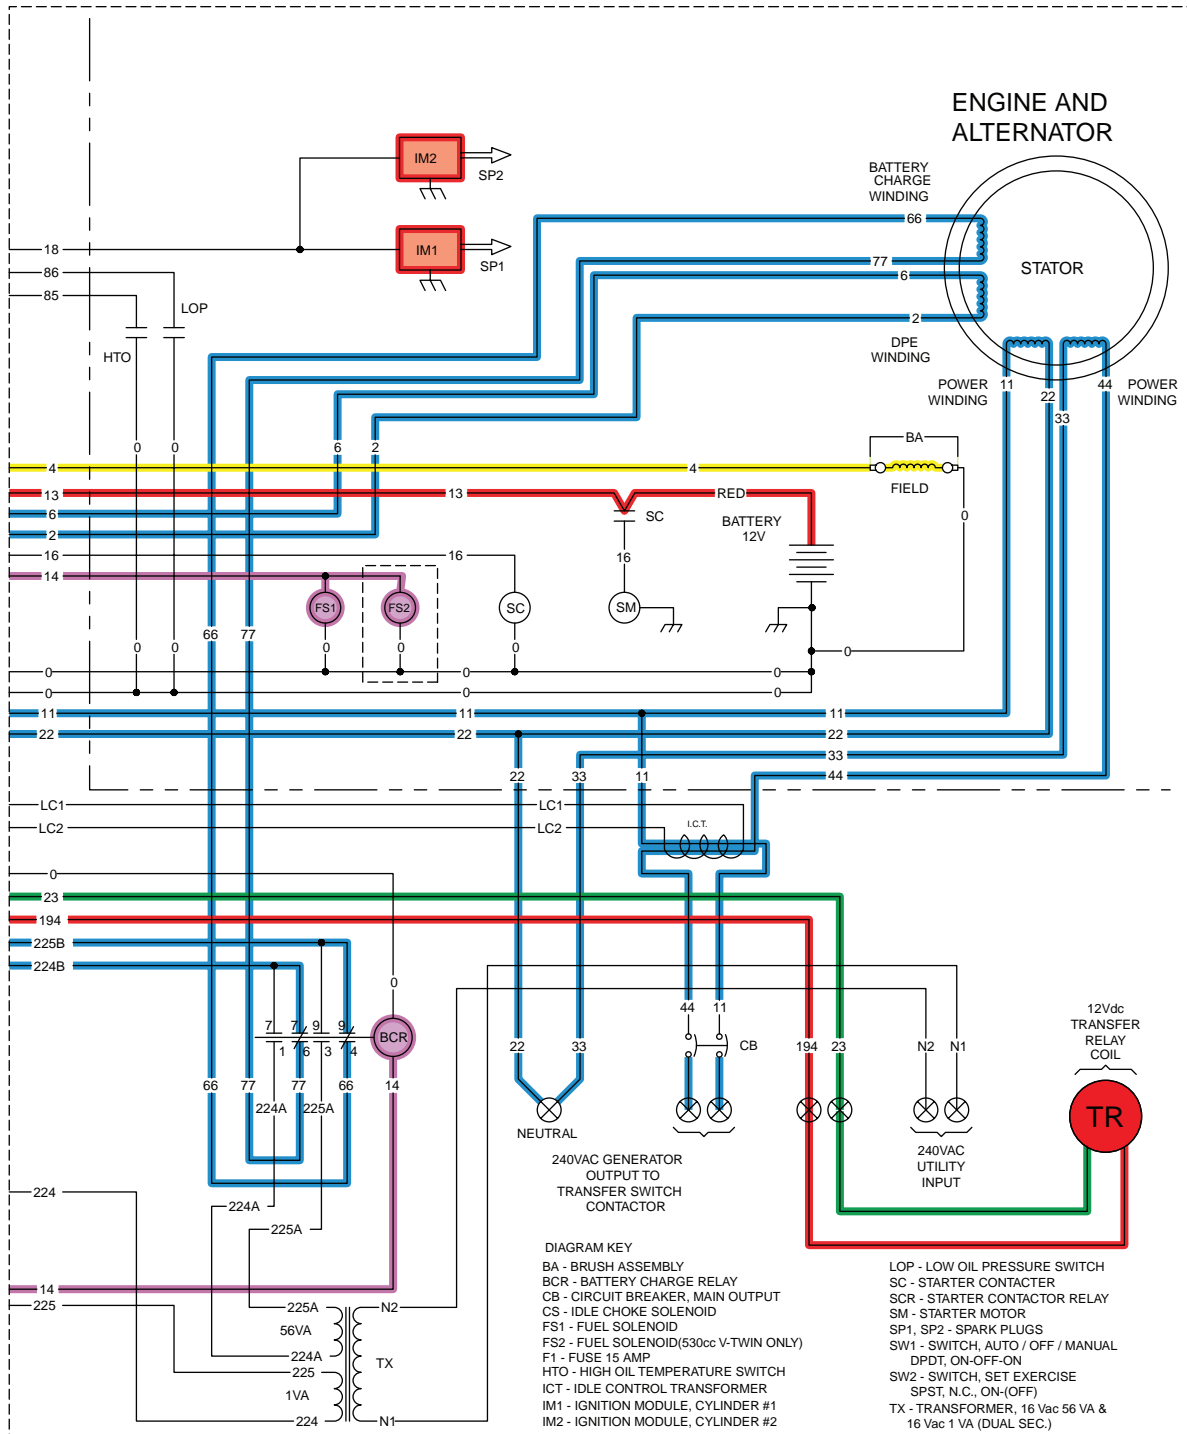 ENGINE AND
ALTERNATOR
BATTERY
CHARGE
WINDING
IM2
SP2
66
18
IM1
SP1
77
STATOR
86
6
85
LOP
2
HTO
DPE
WINDING
POWER
WINDING
11
22
33
44
POWER
WINDING
0
0
6
2
BA
4
4
FIELD
13
13
RED
SC
BATTERY
12V
0
6
2
16
16
16
14
FS1
FS2
SC
SM
66
77
0
0
0
0
0
0
0
0
0
0
0
0
11
11
11
22
22
22
33
22
33
11
44
LC1
LC1
LC2
LC2
I.C.T.
0
23
194
225B
224B
0
44
11
12Vdc
TRANSFER
RELAY
COIL
7
7
9
9
BCR
CB
194
23
N2
N1
1
6
3
4
22
33
66
77
77
66
14
224A
225A
TR
NEUTRAL
240VAC GENERATOR
OUTPUT TO
TRANSFER SWITCH
CONTACTOR
240VAC
UTILITY
INPUT
224
224A
225A
14
225
225A
N2
56VA
224A
TX
225
1VA
224
N1
DIAGRAM KEY
BA - BRUSH ASSEMBLY
BCR - BATTERY CHARGE RELAY
CB - CIRCUIT BREAKER, MAIN OUTPUT
CS - IDLE CHOKE SOLENOID
FS1 - FUEL SOLENOID
FS2 - FUEL SOLENOID(530cc V-TWIN ONLY)
F1 - FUSE 15 AMP
HTO - HIGH OIL TEMPERATURE SWITCH
ICT - IDLE CONTROL TRANSFORMER
IM1 - IGNITION MODULE, CYLINDER #1
IM2 - IGNITION MODULE, CYLINDER #2
LOP - LOW OIL PRESSURE SWITCH
SC - STARTER CONTACTER
SCR - STARTER CONTACTOR RELAY
SM - STARTER MOTOR
SP1, SP2 - SPARK PLUGS
SW1 - SWITCH, AUTO / OFF / MANUAL
DPDT, ON-OFF-ON
SW2 - SWITCH, SET EXERCISE
SPST, N.C., ON-(OFF)
TX - TRANSFORMER, 16 Vac 56 VA &
16 Vac 1 VA (DUAL SEC.)